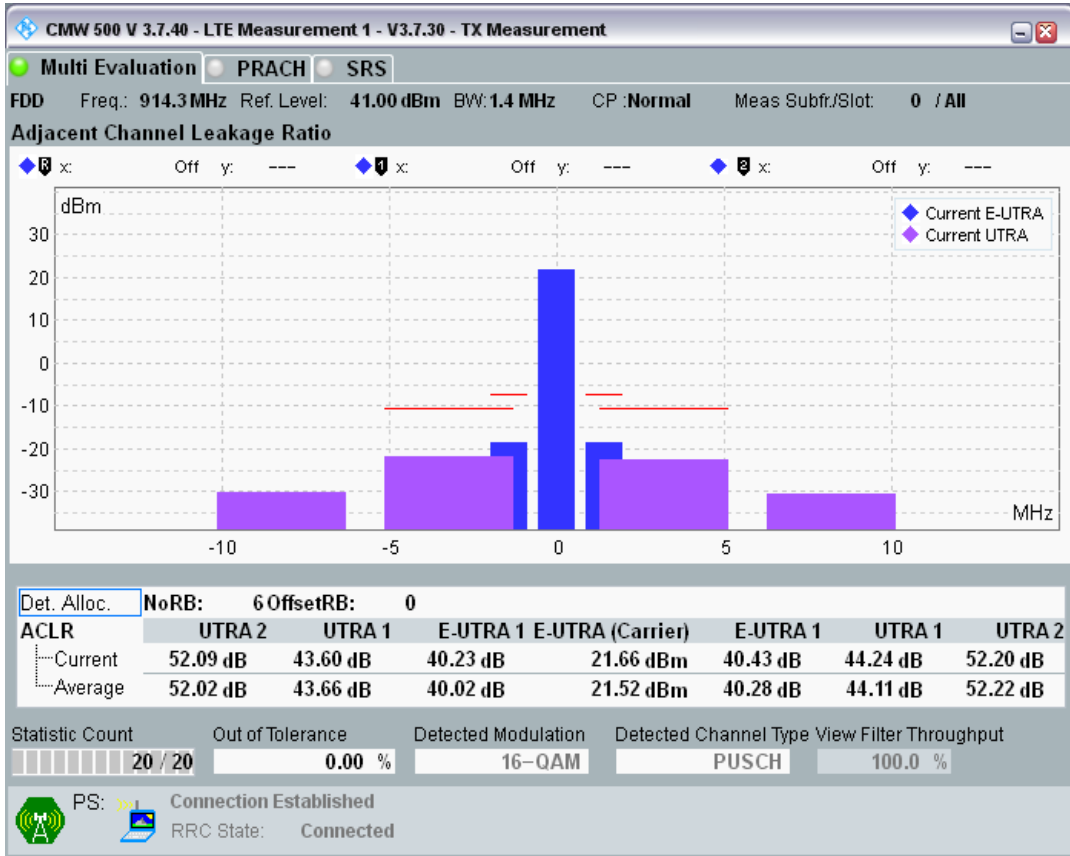 CMW 500 V 3.7.40 - LTE Measurement 1 - V3.7.30 - TX Measurement
Multi Evaluation PRACH SRS
FDD Freq.: 914.3 MHz Ref. Level: 41.00 dBm BW: 1.4 MHz CP :Normal Meas Subfr./Slot: 0 / All
Adjacent Channel Leakage Ratio
R x: Off y: --- 1 x: Off y: --- 2 x: Off y: ---
dBm
Current E-UTRA
Current UTRA
30
20
10
0
-10
-20
-30
MHz
-10 -5 0 5 10
Det. Alloc. NoRB: 6 OffsetRB: 0
ACLR UTRA 2 UTRA 1 E-UTRA 1 E-UTRA (Carrier) E-UTRA 1 UTRA 1 UTRA 2
Current 52.09 dB 43.60 dB 40.23 dB 21.66 dBm 40.43 dB 44.24 dB 52.20 dB
Average 52.02 dB 43.66 dB 40.02 dB 21.52 dBm 40.28 dB 44.11 dB 52.22 dB
Statistic Count Out of Tolerance Detected Modulation Detected Channel Type View Filter Throughput
20 / 20 0.00 % 16-QAM PUSCH 100.0 %
PS: Connection Established
RRC State: Connected